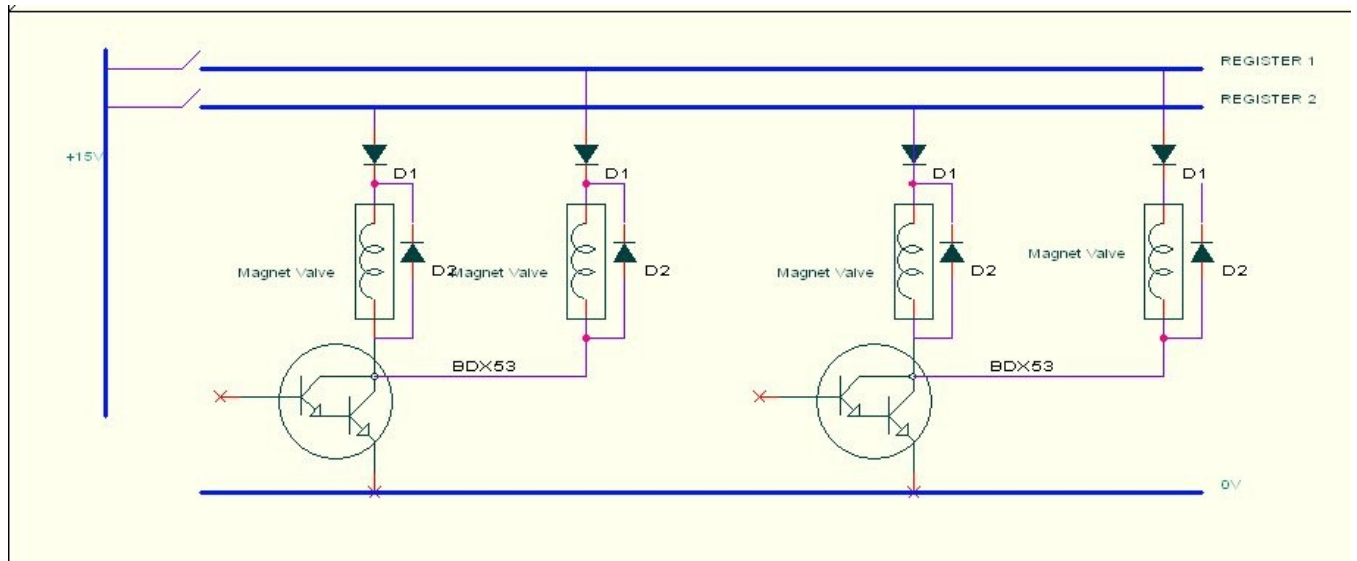 REGISTER 1
REGISTER 2
+15V
D1
D1
D1
D1
Magnet Valve
D2
Magnet Valve
D2
Magnet Valve
D2
Magnet Valve
D2
BDX53
BDX53
0V